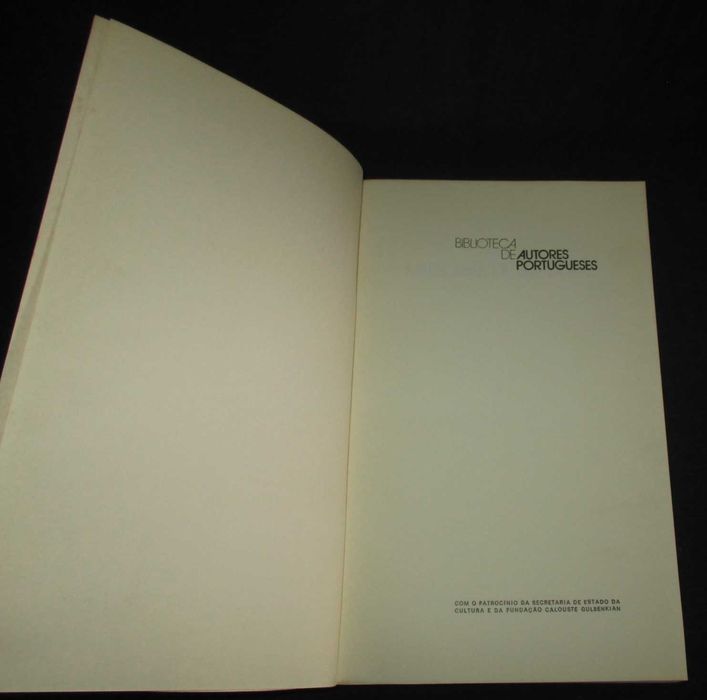 BIBLIOTECA
DE AUTORES
PORTUGUESES
COM O PATROCÍNIO DA SECRETARIA DE ESTADO DA
CULTURA E DA FUNDAÇÃO CALOUSTE GULBENKIAN